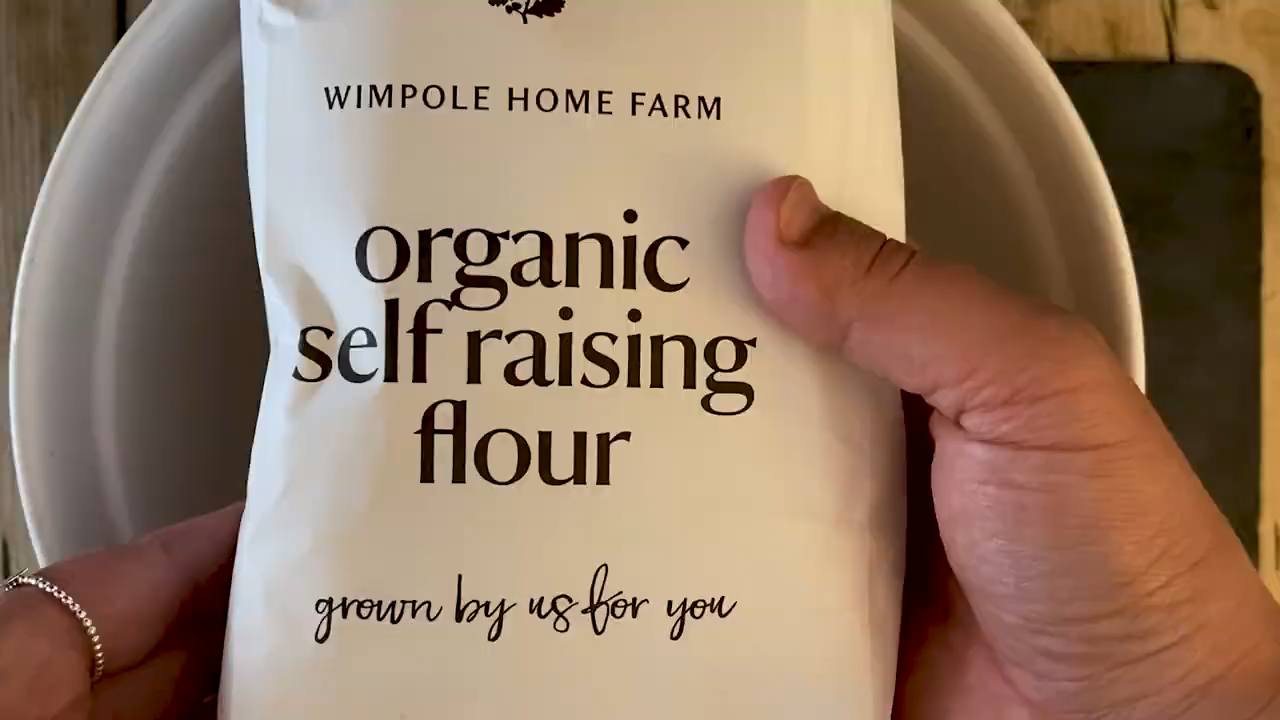 WIMPOLE HOME FARM
organic
self raising
flour
grown by us for you